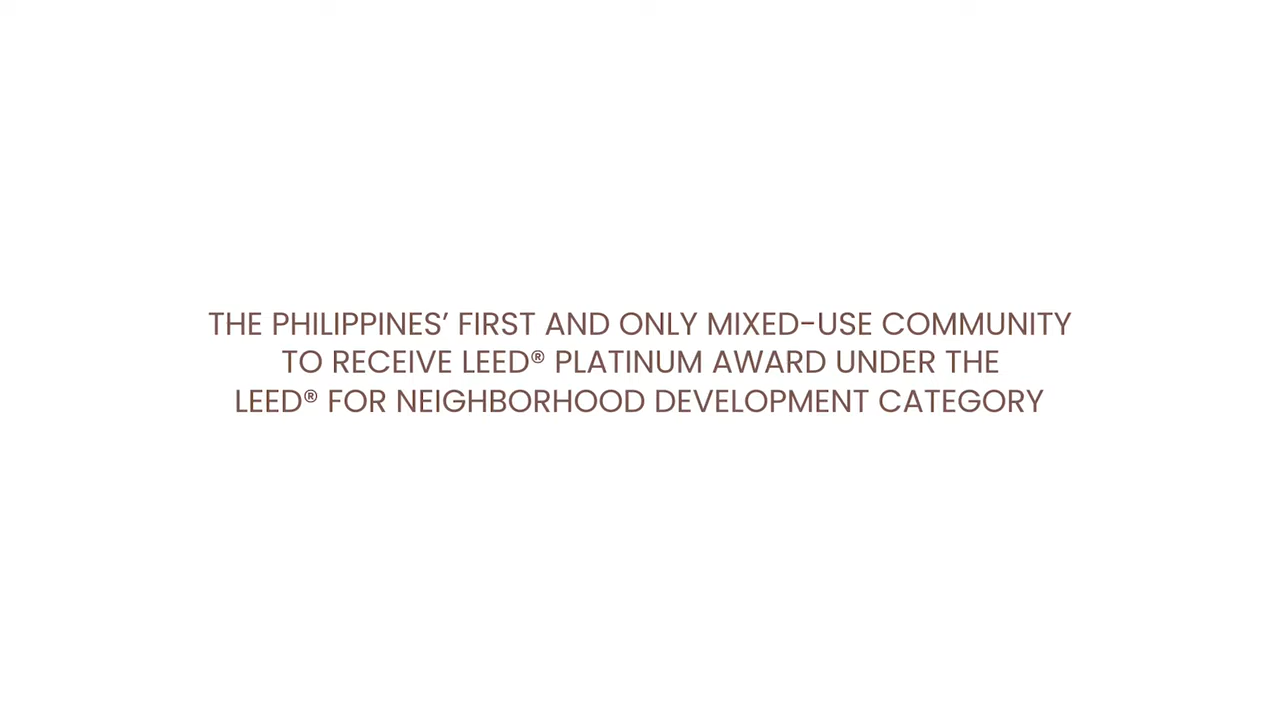 THE PHILIPPINES’ FIRST AND ONLY MIXED-USE COMMUNITY
TO RECEIVE LEED® PLATINUM AWARD UNDER THE
LEED® FOR NEIGHBORHOOD DEVELOPMENT CATEGORY